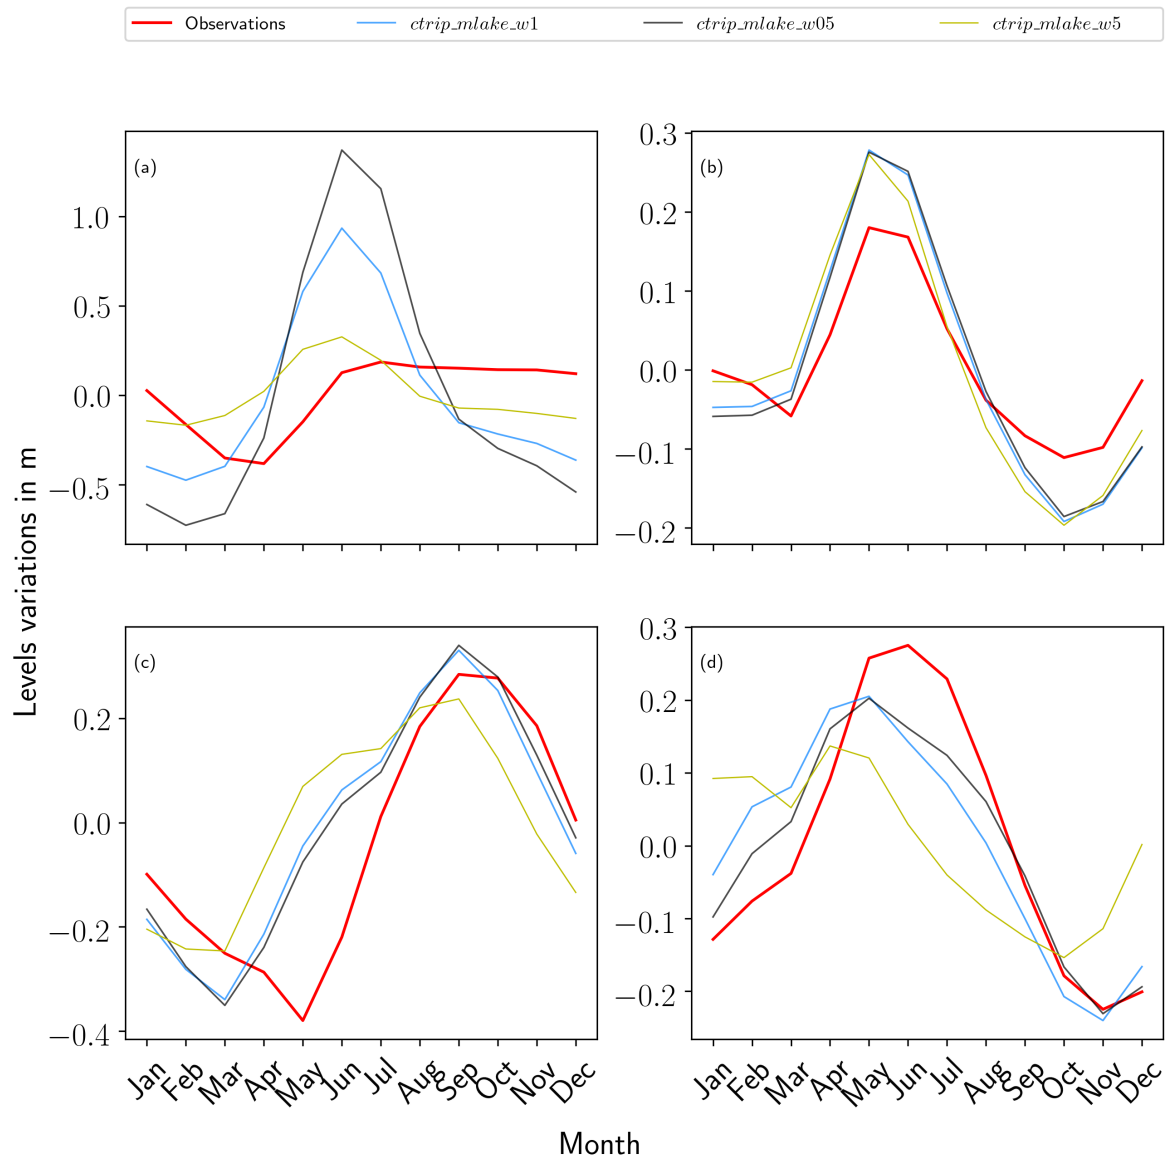 Observations ctrip_mlake_w1 ctrip_mlake_w05 ctrip_mlake_w5
Levels variations in m
(a)
1.0
0.5
0.0
−0.5
(b)
0.3
0.2
0.1
0.0
−0.1
−0.2
(c)
0.2
0.0
−0.2
−0.4
Jan Feb Mar Apr May Jun Jul Aug Sep Oct Nov Dec
(d)
0.3
0.2
0.1
0.0
−0.1
−0.2
Jan Feb Mar Apr May Jun Jul Aug Sep Oct Nov Dec
Month